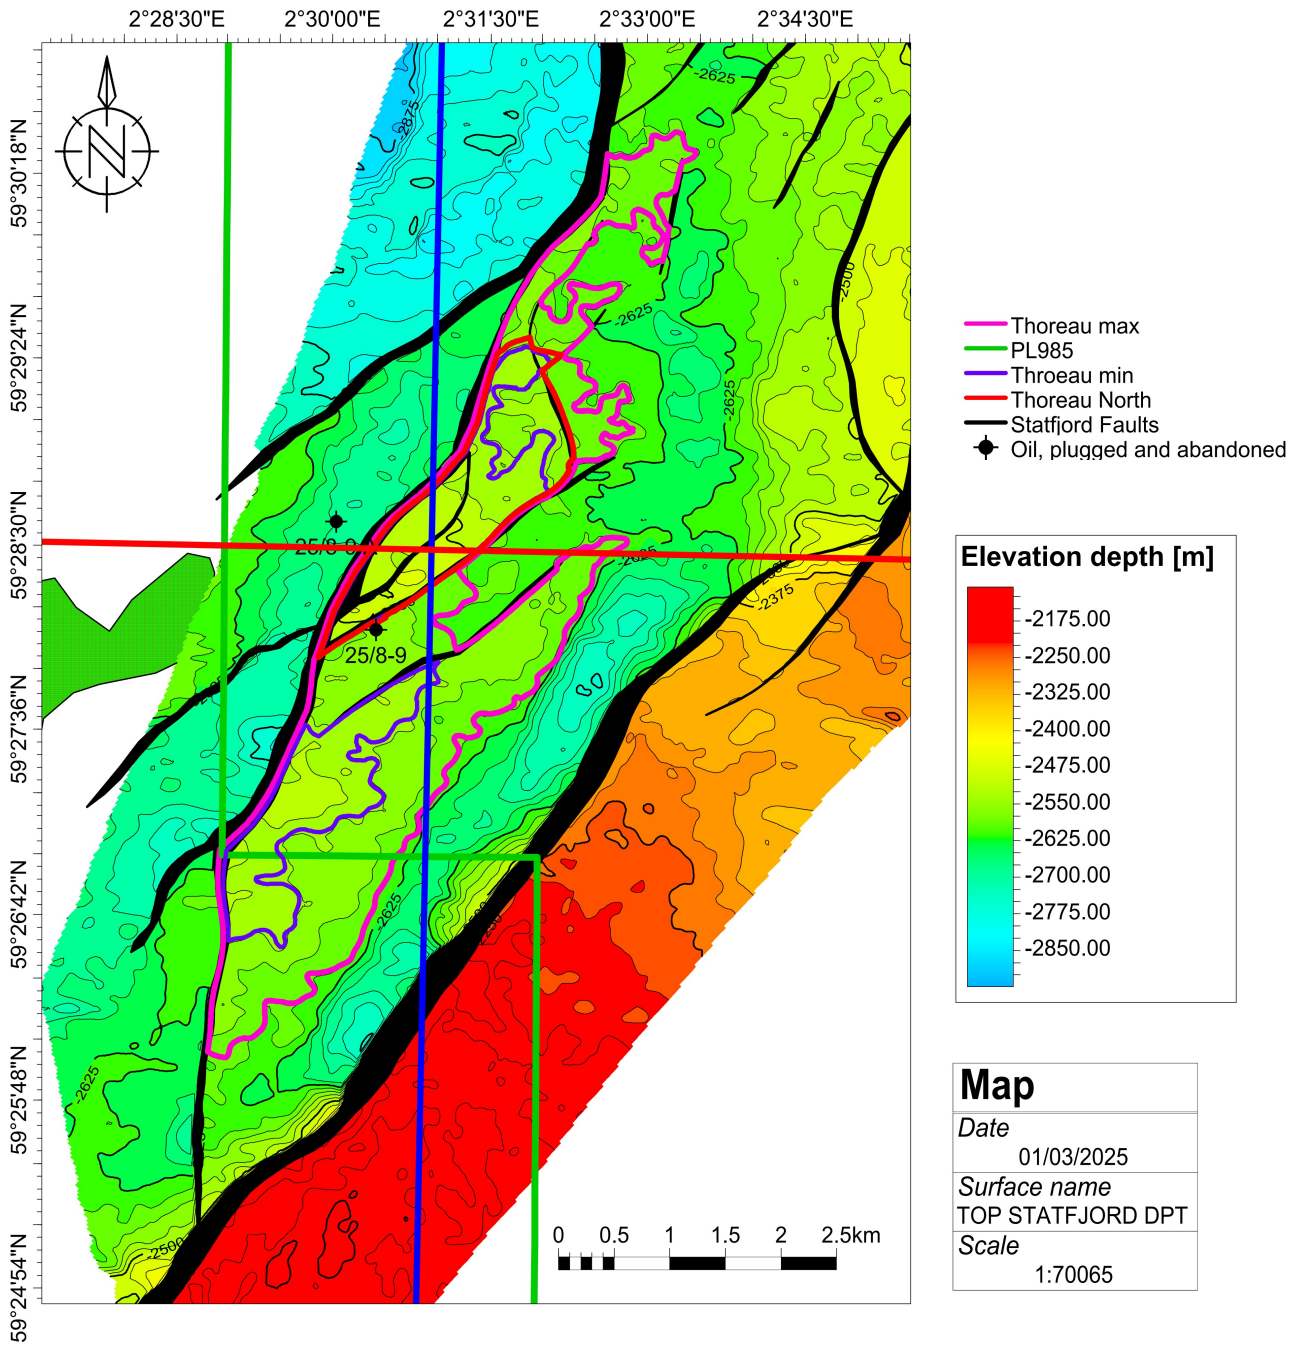 2°28'30"E 2°30'00"E 2°31'30"E 2°33'00"E 2°34'30"E
59°30'18"N
59°29'24"N
59°28'30"N
59°27'36"N
59°26'42"N
59°25'48"N
59°24'54"N
N
-2875
-2625
-2500
-2625
-2625
-2625
-2375
-2625
-2625
-2500
25/8-9
25/8-9
0 0.5 1 1.5 2 2.5km
Thoreau max
PL985
Throeau min
Thoreau North
Statfjord Faults
Oil, plugged and abandoned
Elevation depth [m]
-2175.00
-2250.00
-2325.00
-2400.00
-2475.00
-2550.00
-2625.00
-2700.00
-2775.00
-2850.00
Map
Date
01/03/2025
Surface name
TOP STATFJORD DPT
Scale
1:70065